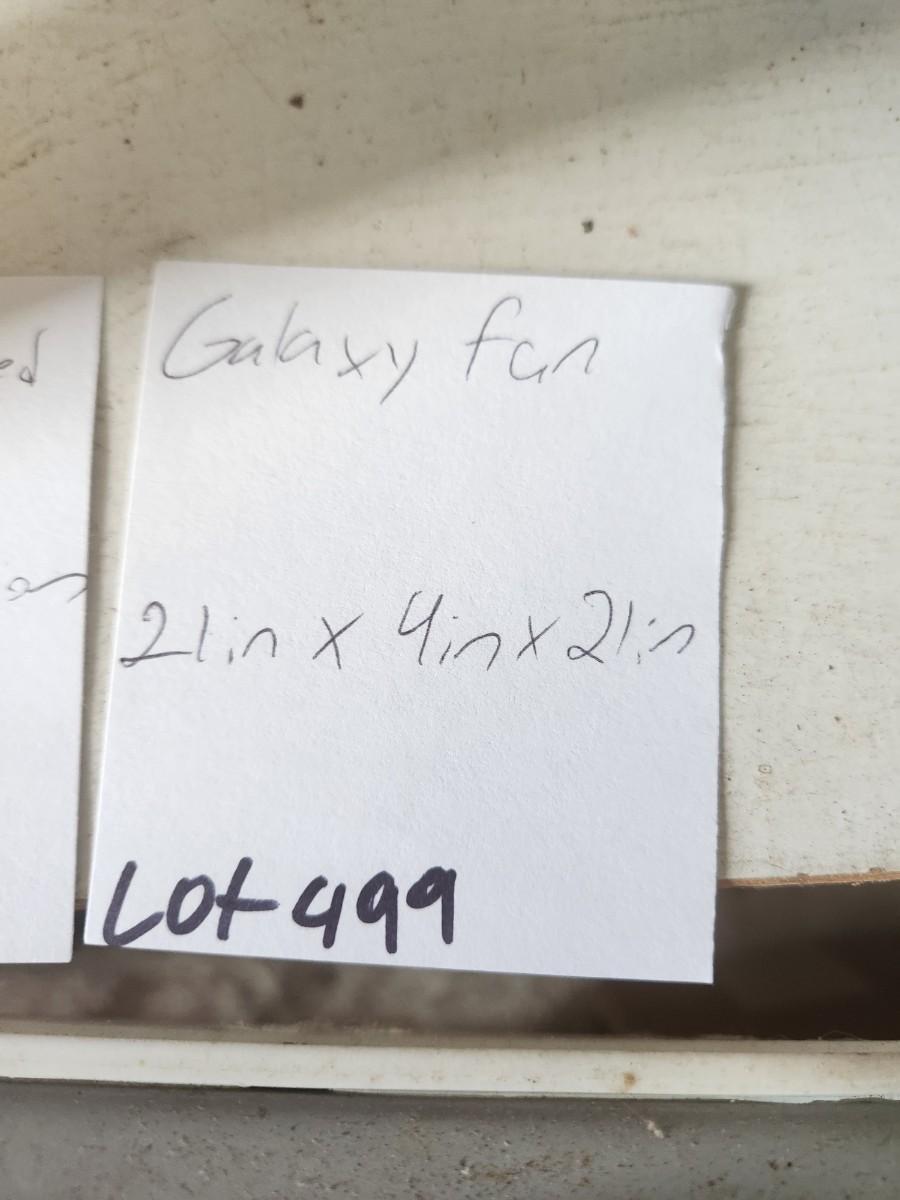 Galaxy fan
21in x 4in x 21in
Lot 499